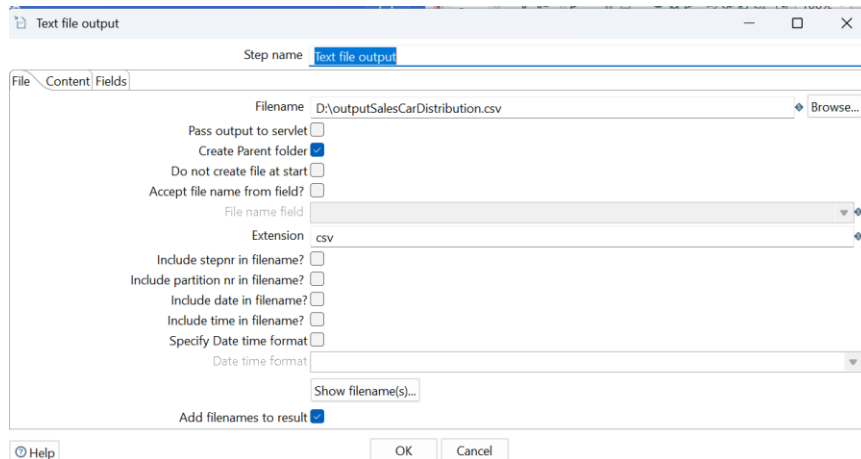 Text file output
Step name Text file output
File Content Fields
Filename D:\outputSalesCarDistribution.csv Browse...
Pass output to servlet
Create Parent folder
Do not create file at start
Accept file name from field?
File name field
Extension csv
Include stepnr in filename?
Include partition nr in filename?
Include date in filename?
Include time in filename?
Specify Date time format
Date time format
Show filename(s)...
Add filenames to result
Help OK Cancel